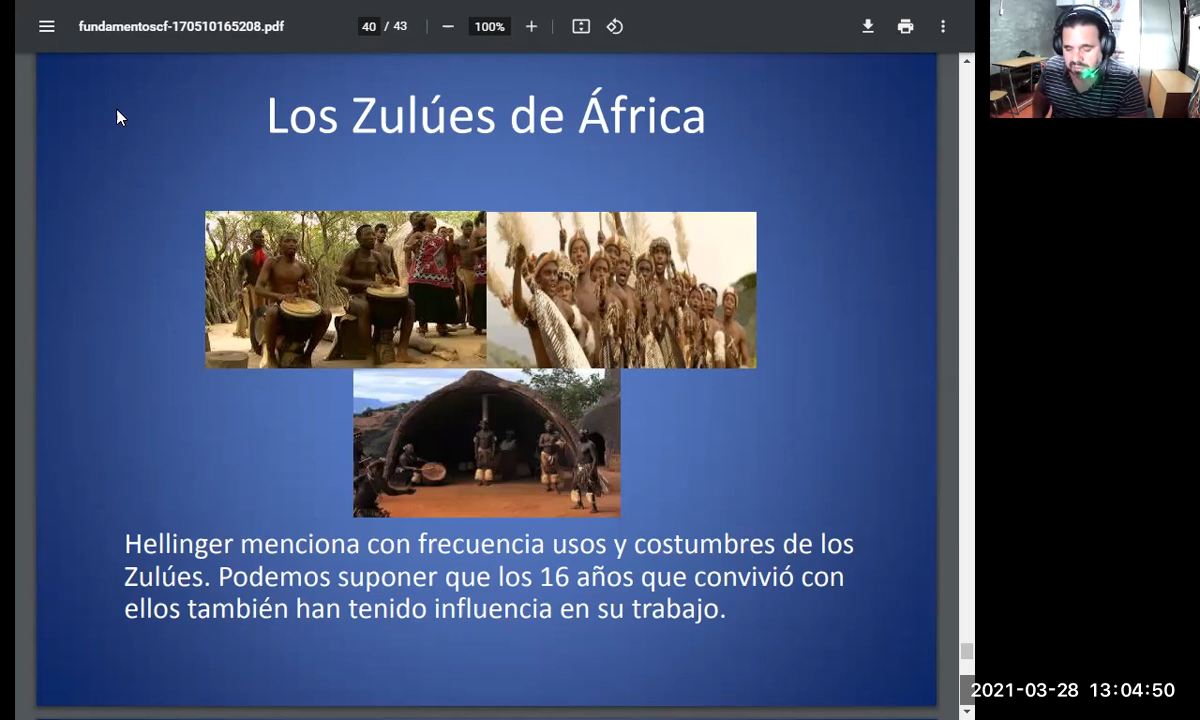 fundamentoscf-170510165208.pdf
40 / 43
100%
Los Zulúes de África
Hellinger menciona con frecuencia usos y costumbres de los
Zulúes. Podemos suponer que los 16 años que convivió con
ellos también han tenido influencia en su trabajo.
2021-03-28 13:04:50